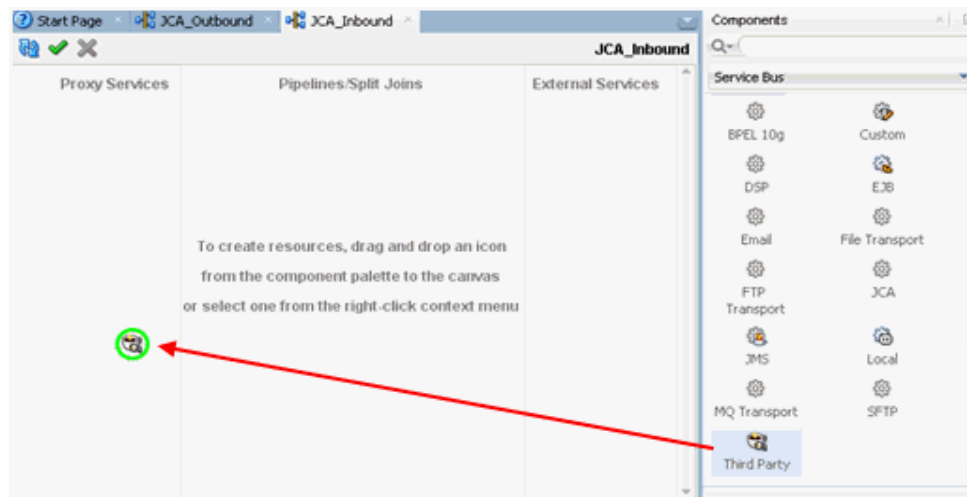 Start Page
JCA_Outbound
JCA_Inbound
Components
JCA_Inbound
Proxy Services
Pipelines/Split Joins
External Services
Service Bus
BPEL 10g
Custom
DSP
EJB
Email
File Transport
To create resources, drag and drop an icon
from the component palette to the canvas
or select one from the right-click context menu
FTP
Transport
JCA
JMS
Local
MQ Transport
SFTP
Third Party